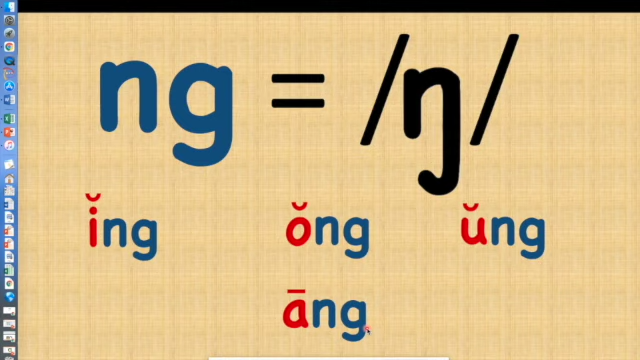 ng = /ŋ/
ĭng ŏng ŭng
āng